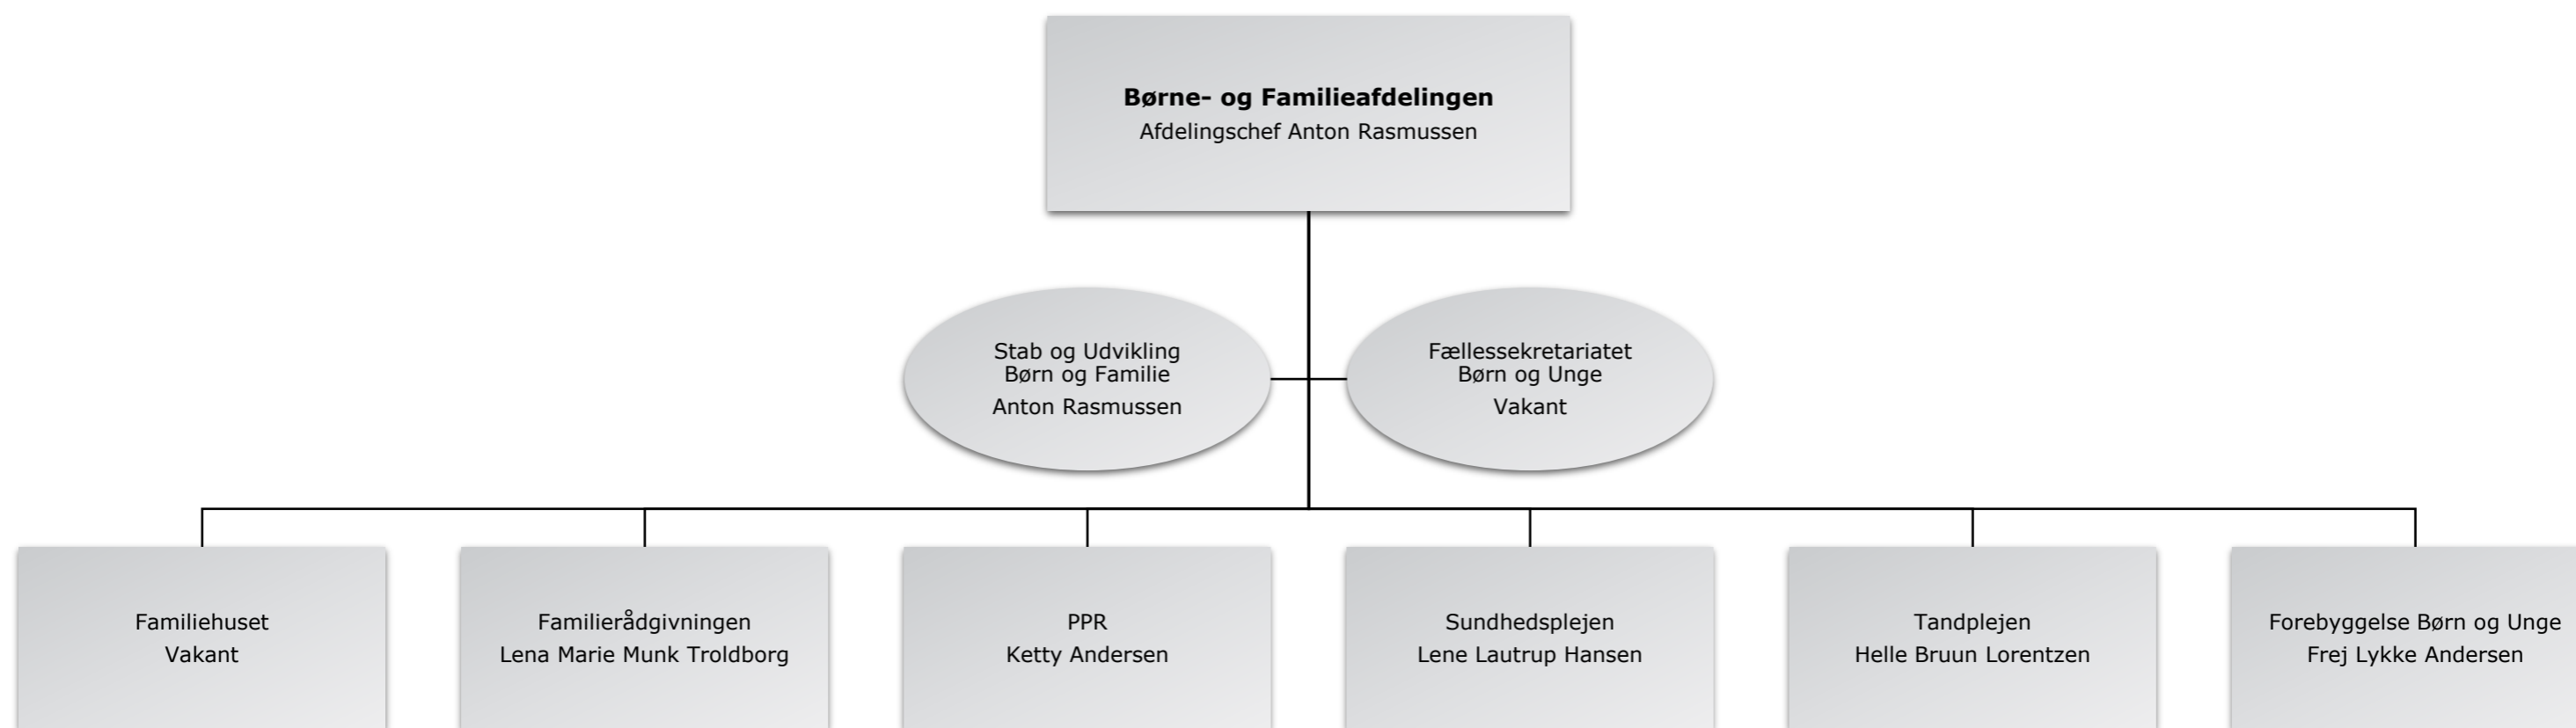 Børne- og Familieafdelingen
Afdelingschef Anton Rasmussen
Stab og Udvikling
Børn og Familie
Anton Rasmussen
Fællessekretariatet
Børn og Unge
Vakant
Familiehuset
Vakant
Familierådgivningen
Lena Marie Munk Troldborg
PPR
Ketty Andersen
Sundhedsplejen
Lene Lautrup Hansen
Tandplejen
Helle Bruun Lorentzen
Forebyggelse Børn og Unge
Frej Lykke Andersen